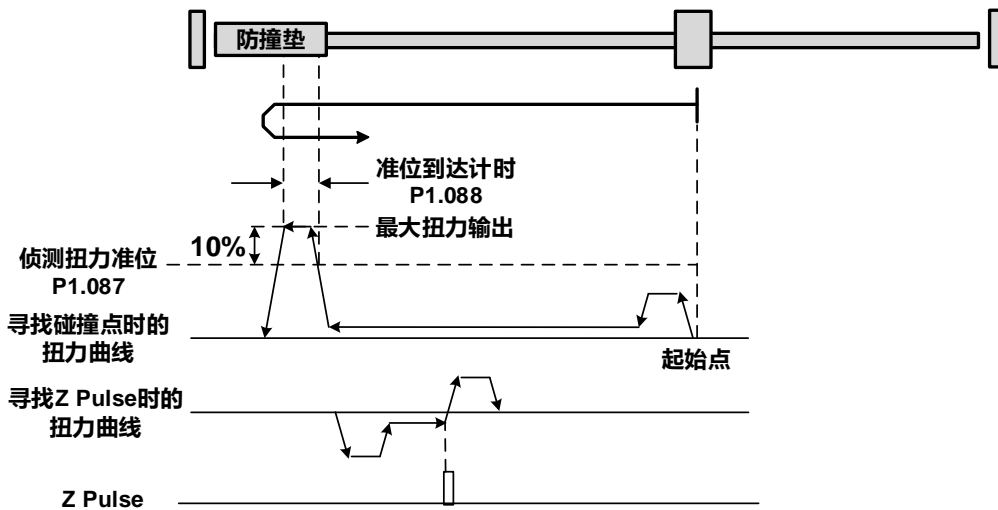 防撞垫
准位到达计时
P1.088
最大扭力输出
10%
侦测扭力准位
P1.087
寻找碰撞点时的
扭力曲线
起始点
寻找Z Pulse时的
扭力曲线
Z Pulse